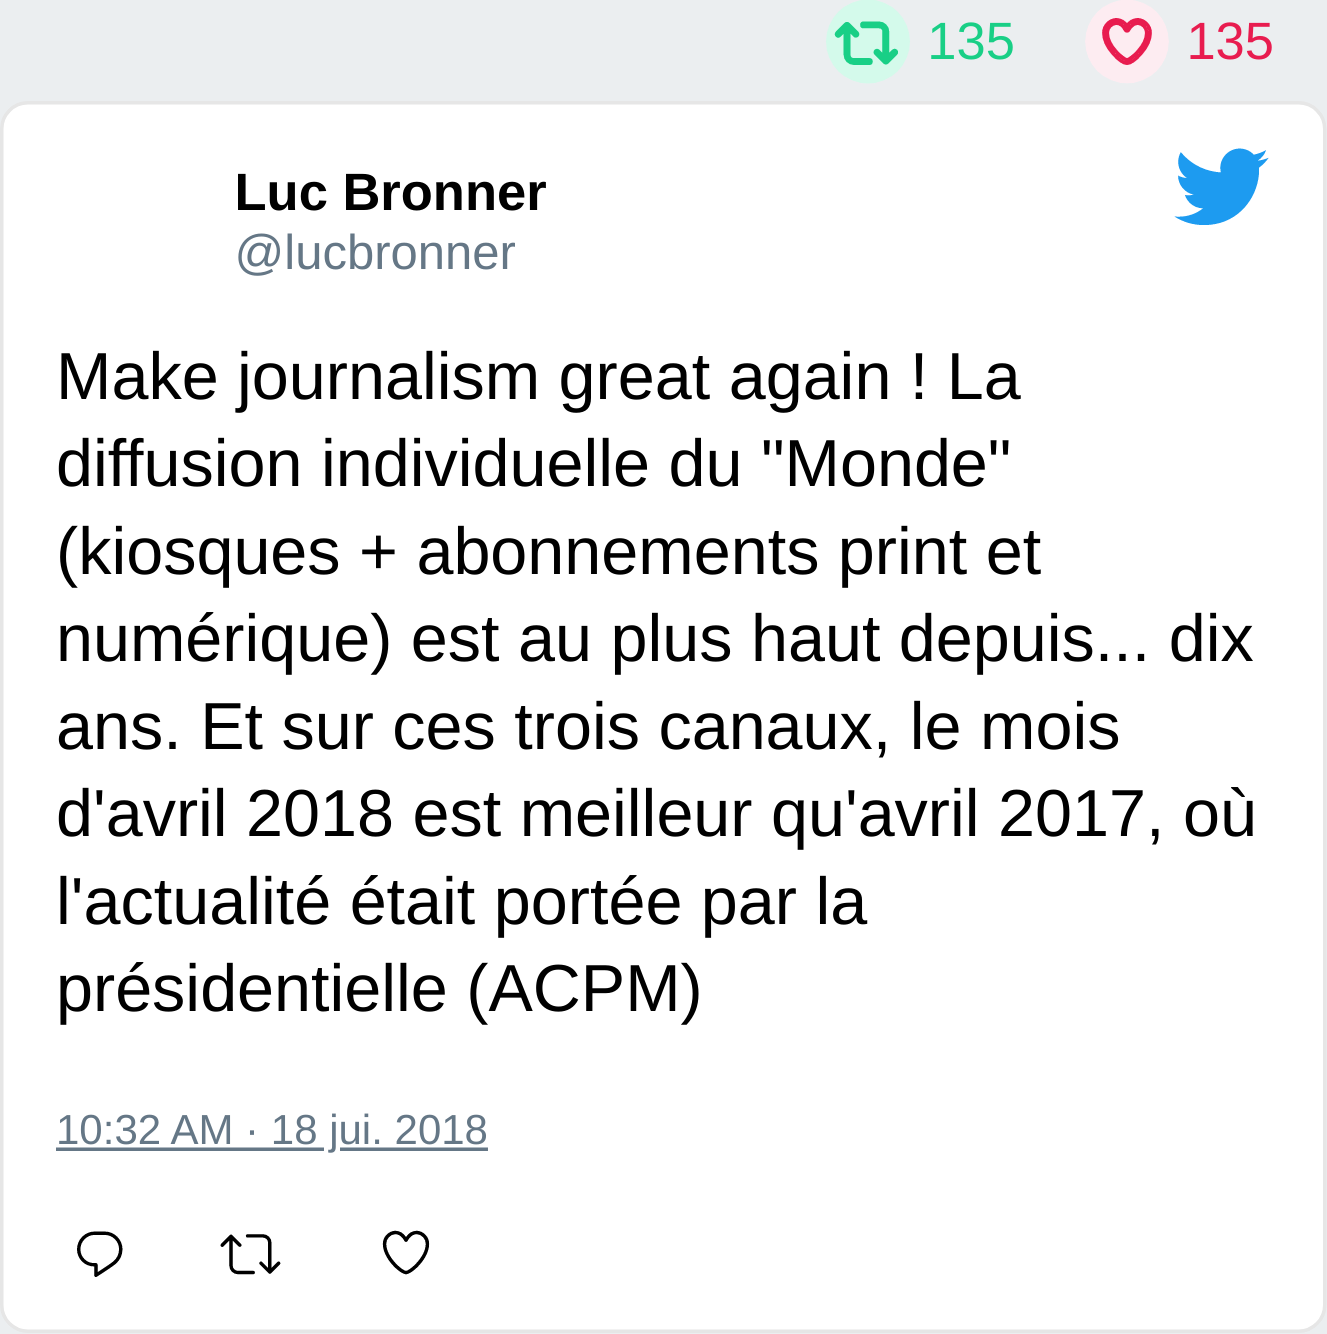 135 135
Luc Bronner
@lucbronner
Make journalism great again ! La
diffusion individuelle du "Monde"
(kiosques + abonnements print et
numérique) est au plus haut depuis... dix
ans. Et sur ces trois canaux, le mois
d'avril 2018 est meilleur qu'avril 2017, où
l'actualité était portée par la
présidentielle (ACPM)
10:32 AM · 18 jui. 2018